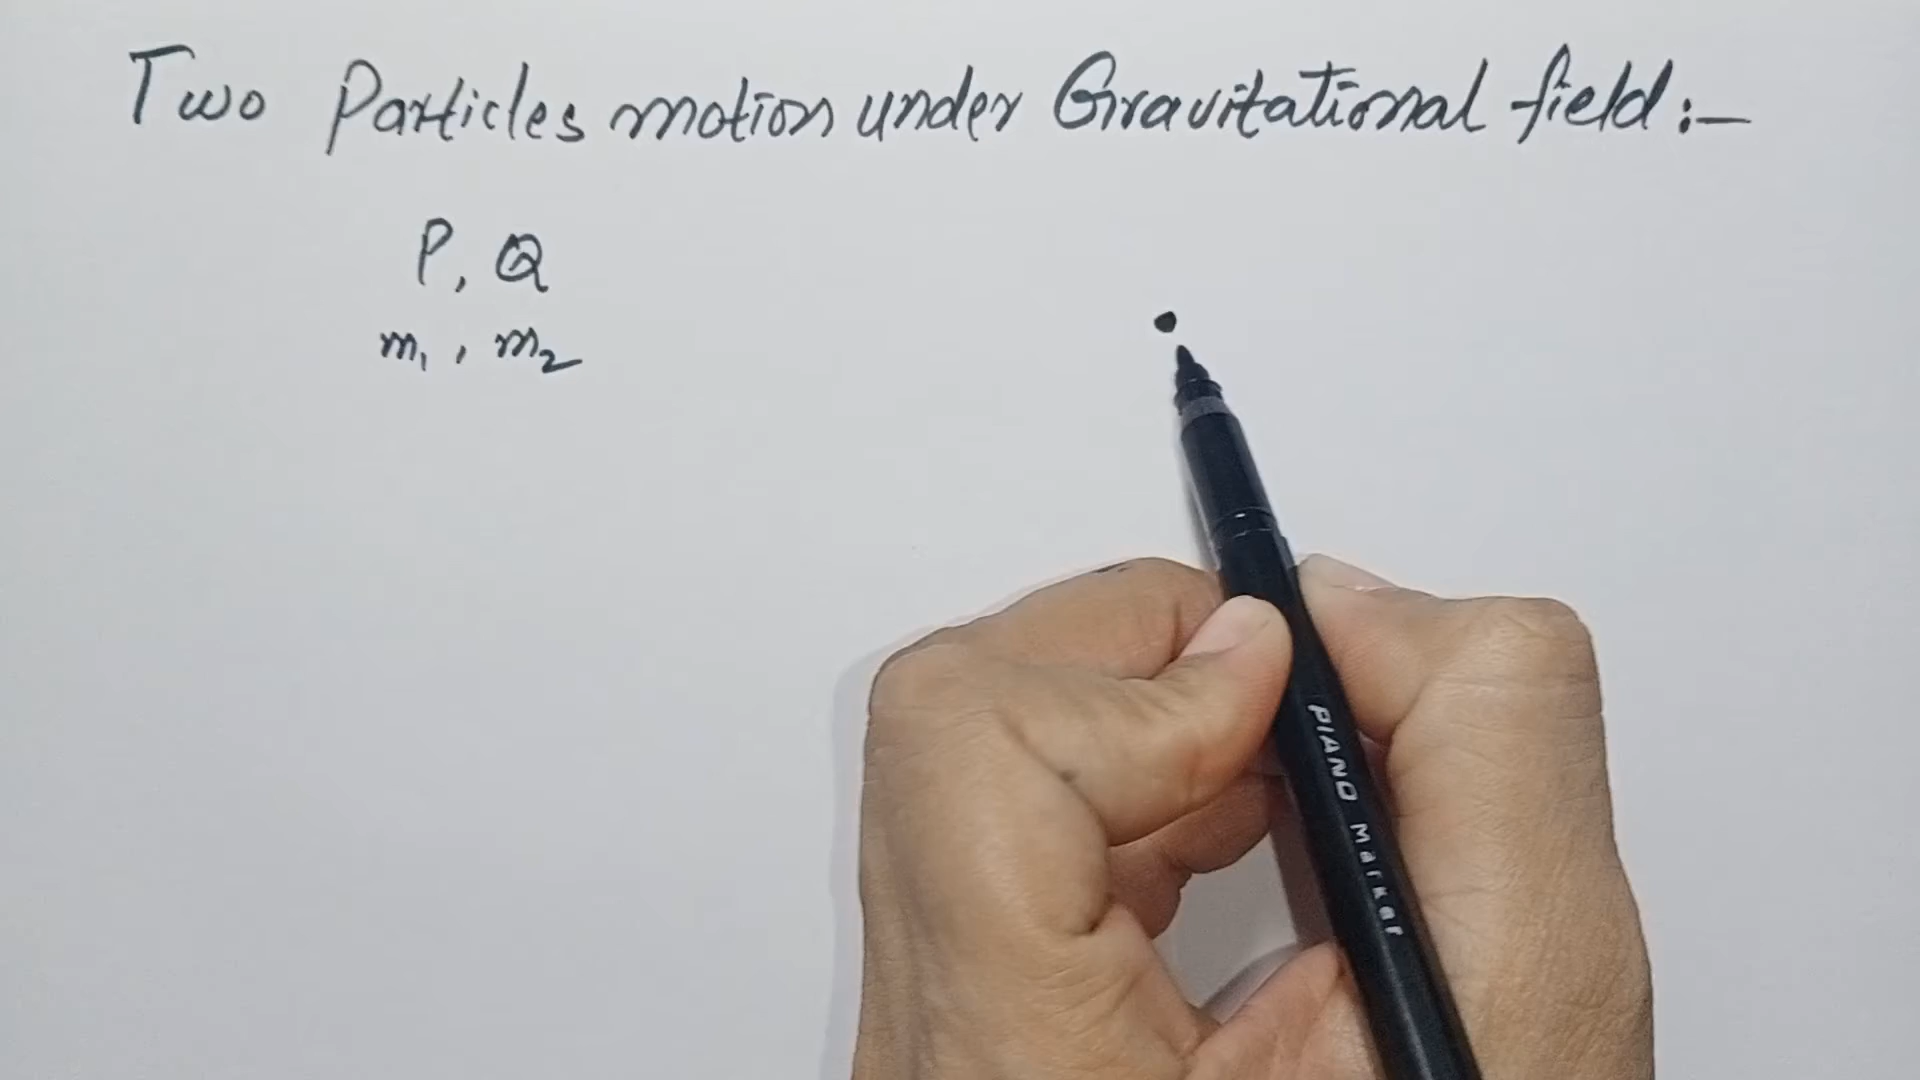 Two Particles motion under Gravitational field:-
P, Q
m₁, m₂
PIANO Marker